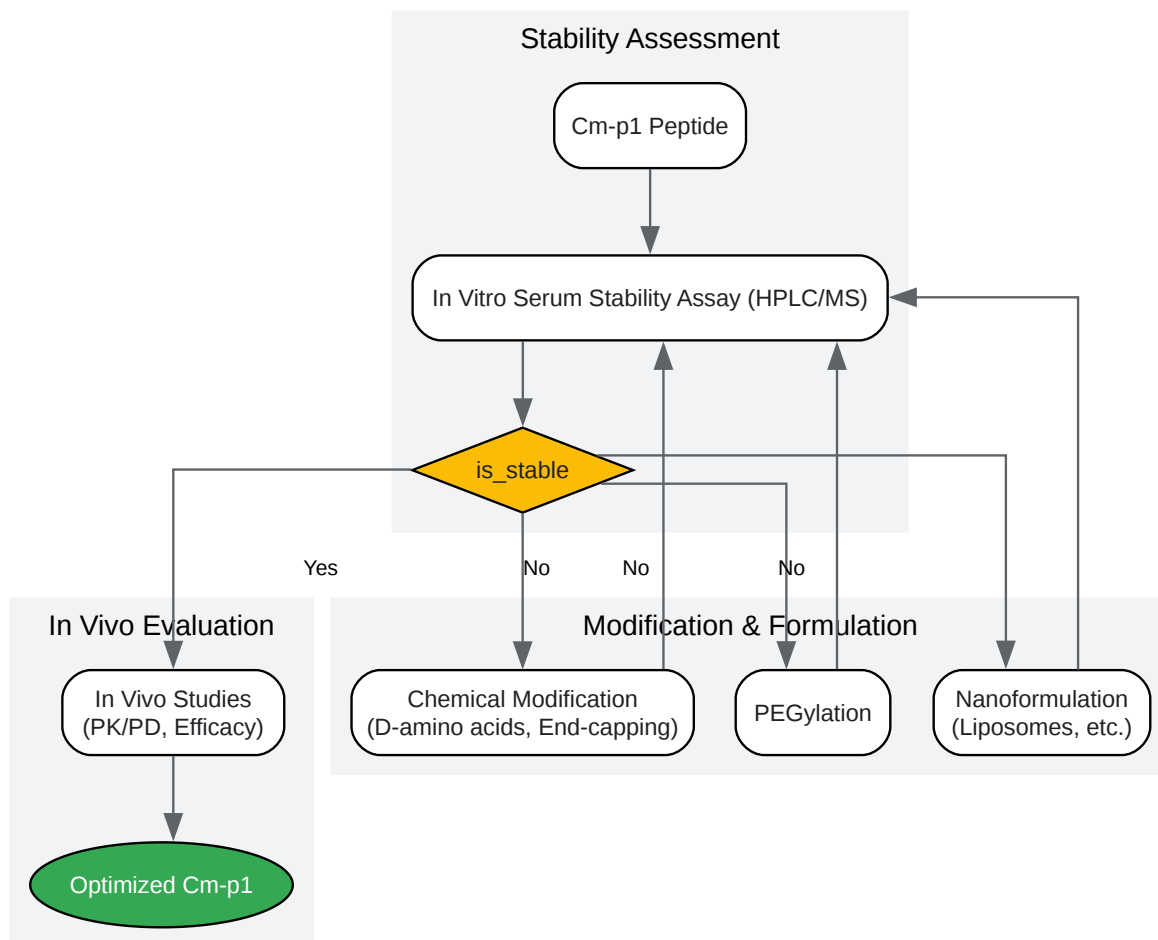 Stability Assessment
Cm-p1 Peptide
In Vitro Serum Stability Assay (HPLC/MS)
is_stable
Yes
No
No
No
In Vivo Evaluation
Modification & Formulation
In Vivo Studies
(PK/PD, Efficacy)
Chemical Modification
(D-amino acids, End-capping)
PEGylation
Nanoformulation
(Liposomes, etc.)
Optimized Cm-p1